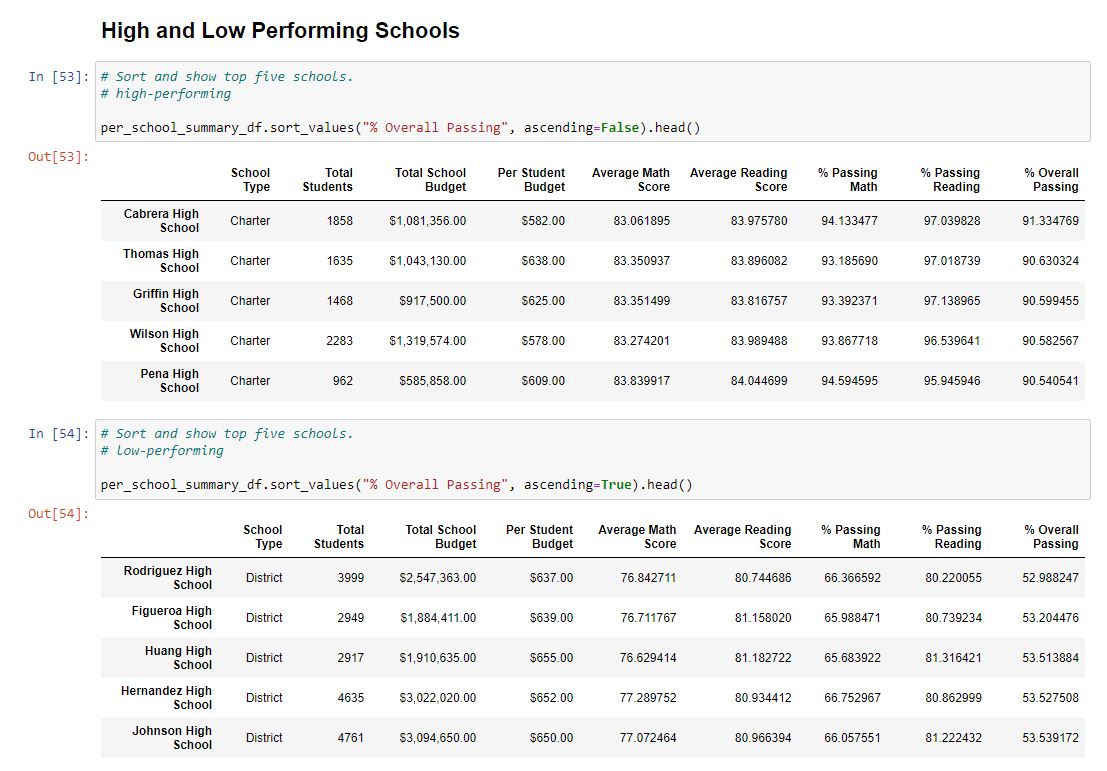 High and Low Performing Schools
In [53]: # Sort and show top five schools.
# high-performing
per_school_summary_df.sort_values("% Overall Passing", ascending=False).head()
Out[53]:
School Type Total Students Total School Budget Per Student Budget Average Math Score Average Reading Score % Passing Math % Passing Reading % Overall Passing
Cabrera High School Charter 1858 $1,081,356.00 $582.00 83.061895 83.975780 94.133477 97.039828 91.334769
Thomas High School Charter 1635 $1,043,130.00 $638.00 83.350937 83.896082 93.185690 97.018739 90.630324
Griffin High School Charter 1468 $917,500.00 $625.00 83.351499 83.816757 93.392371 97.138965 90.599455
Wilson High School Charter 2283 $1,319,574.00 $578.00 83.274201 83.989488 93.867718 96.539641 90.582567
Pena High School Charter 962 $585,858.00 $609.00 83.839917 84.044699 94.594595 95.945946 90.540541
In [54]: # Sort and show top five schools.
# low-performing
per_school_summary_df.sort_values("% Overall Passing", ascending=True).head()
Out[54]:
School Type Total Students Total School Budget Per Student Budget Average Math Score Average Reading Score % Passing Math % Passing Reading % Overall Passing
Rodriguez High School District 3999 $2,547,363.00 $637.00 76.842711 80.744686 66.366592 80.220055 52.988247
Figueroa High School District 2949 $1,884,411.00 $639.00 76.711767 81.158020 65.988471 80.739234 53.204476
Huang High School District 2917 $1,910,635.00 $655.00 76.629414 81.182722 65.683922 81.316421 53.513884
Hernandez High School District 4635 $3,022,020.00 $652.00 77.289752 80.934412 66.752967 80.862999 53.527508
Johnson High School District 4761 $3,094,650.00 $650.00 77.072464 80.966394 66.057551 81.222432 53.539172